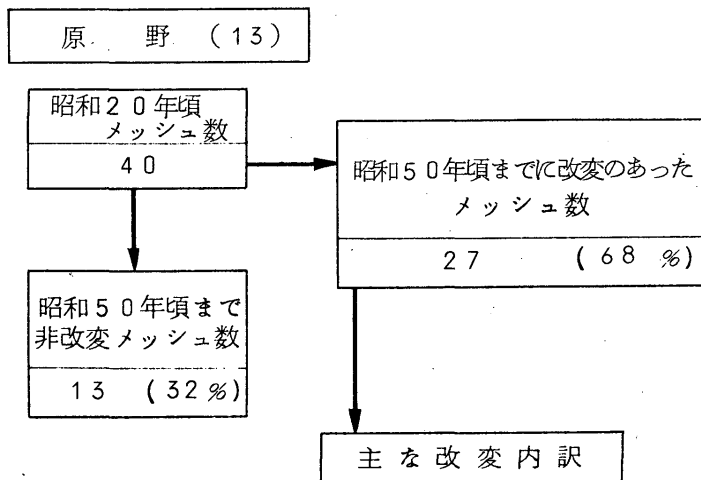 原 野 (13)
昭和20年頃
メッシュ数
40
昭和50年頃までに改変のあった
メッシュ数
27 (68 %)
昭和50年頃まで
非改変メッシュ数
13 (32%)
主な改変内訳